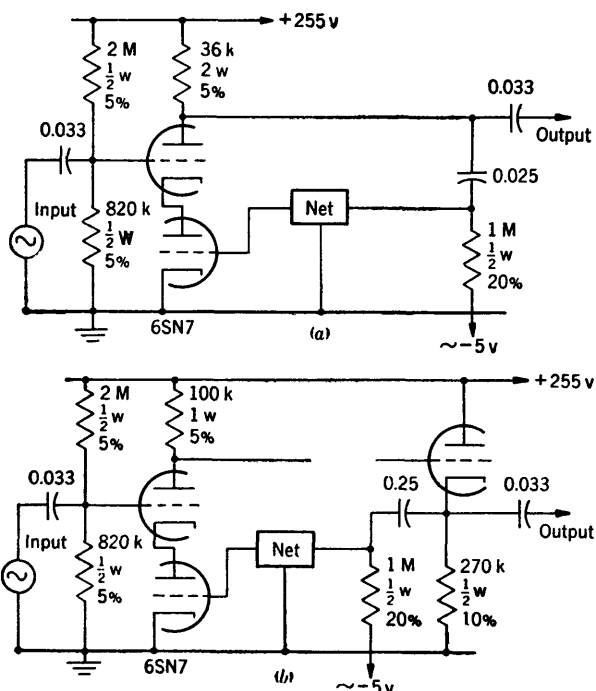 +255 v
2 M
1/2 w
5%
36 k
2 w
5%
0.033
0.033
Output
0.025
Input
820 k
1/2 W
5%
Net
1 M
1/2 w
20%
6SN7
(a)
~-5 v
+255 v
2 M
1/2 w
5%
100 k
1 w
5%
0.033
0.25
0.033
Output
Input
820 k
1/2 w
5%
Net
1 M
1/2 w
20%
270 k
1/2 w
10%
6SN7
(b)
~-5 v